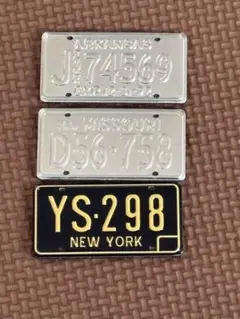 ARKANSAS
74569
MISSOURI
D56-758
YS·298
NEW YORK